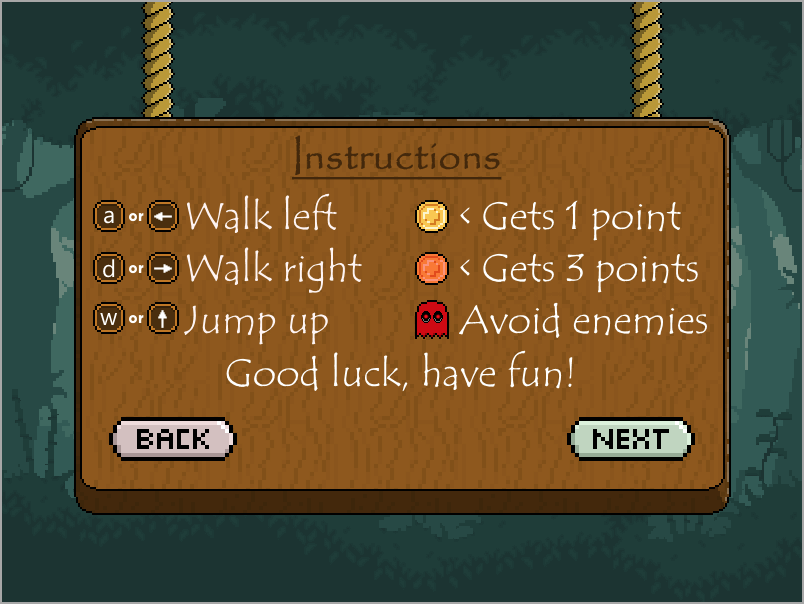 Instructions
a or ← Walk left
< Gets 1 point
d or → Walk right
< Gets 3 points
w or ↑ Jump up
Avoid enemies
Good luck, have fun!
BACK
NEXT